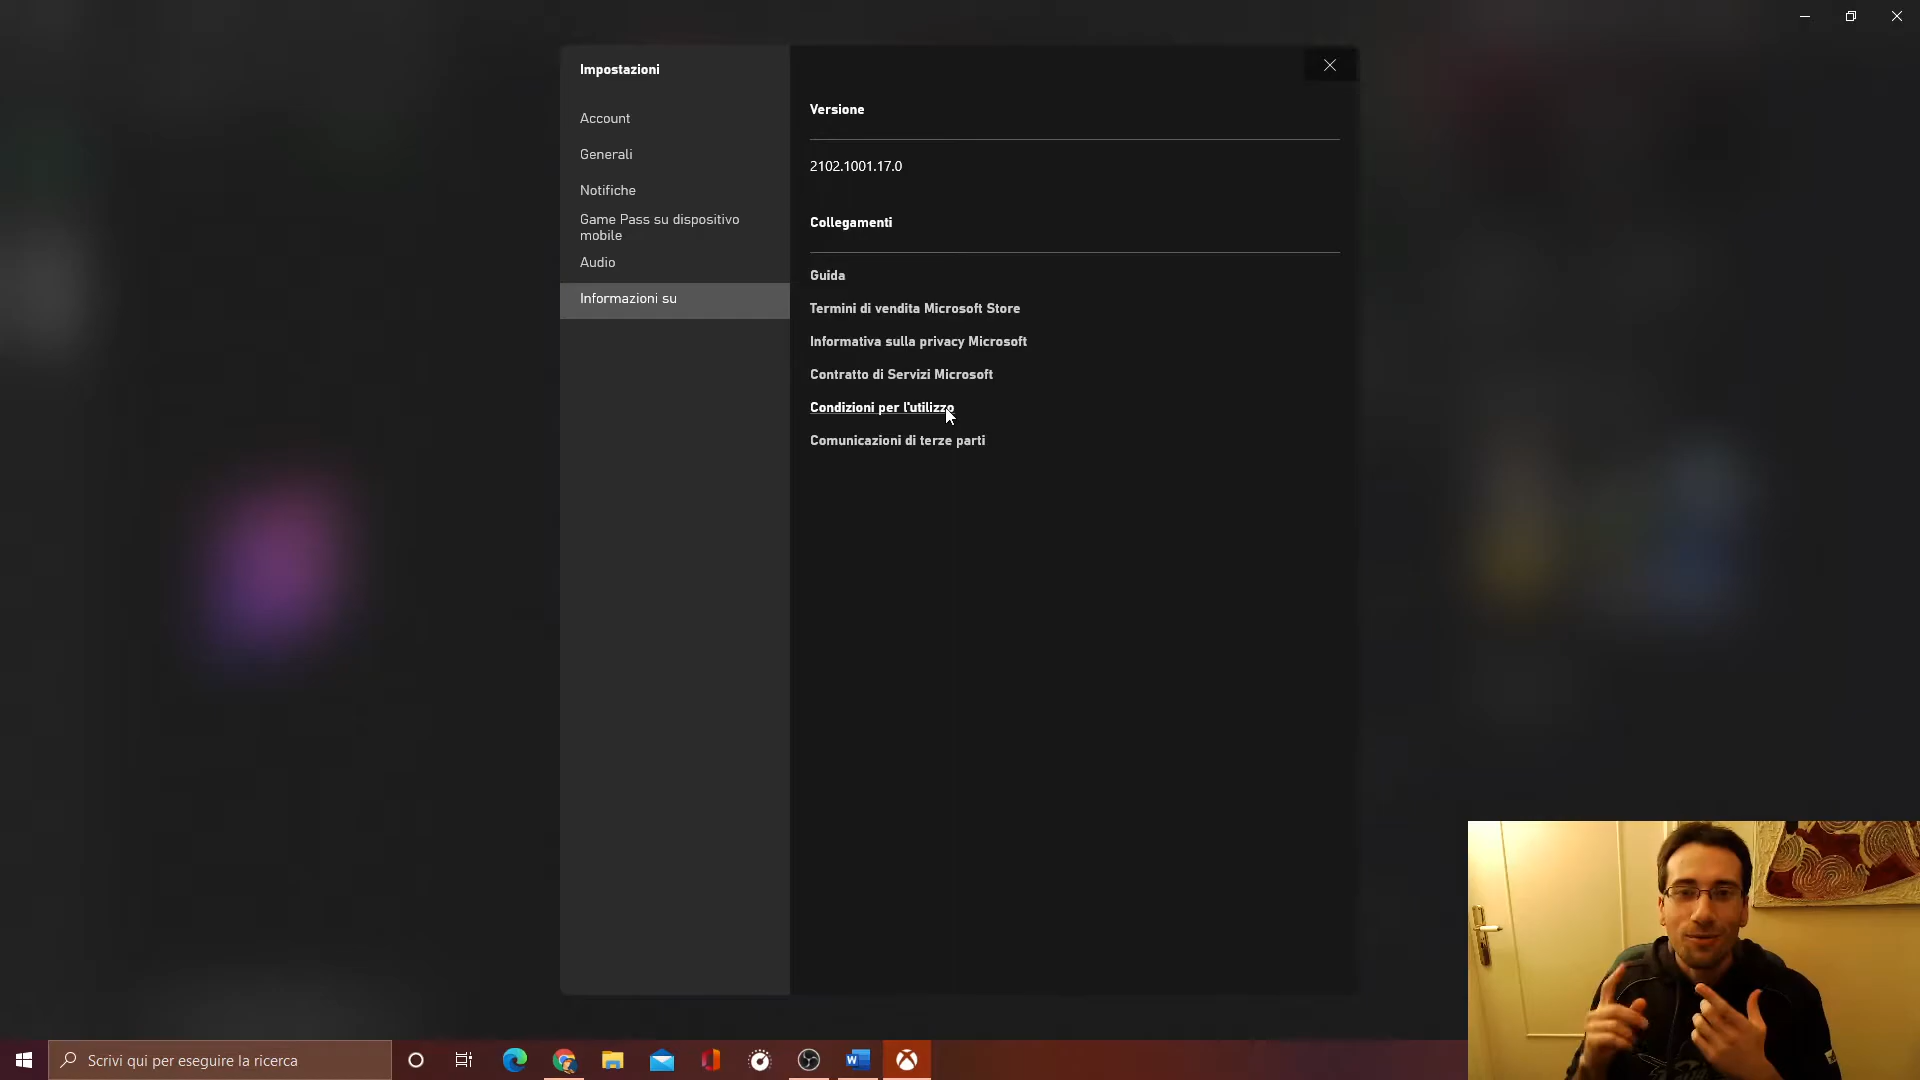 Impostazioni
Account
Generali
Notifiche
Game Pass su dispositivo
mobile
Audio
Informazioni su
Versione
2102.1001.17.0
Collegamenti
Guida
Termini di vendita Microsoft Store
Informativa sulla privacy Microsoft
Contratto di Servizi Microsoft
Condizioni per l'utilizzo
Comunicazioni di terze parti
Scrivi qui per eseguire la ricerca